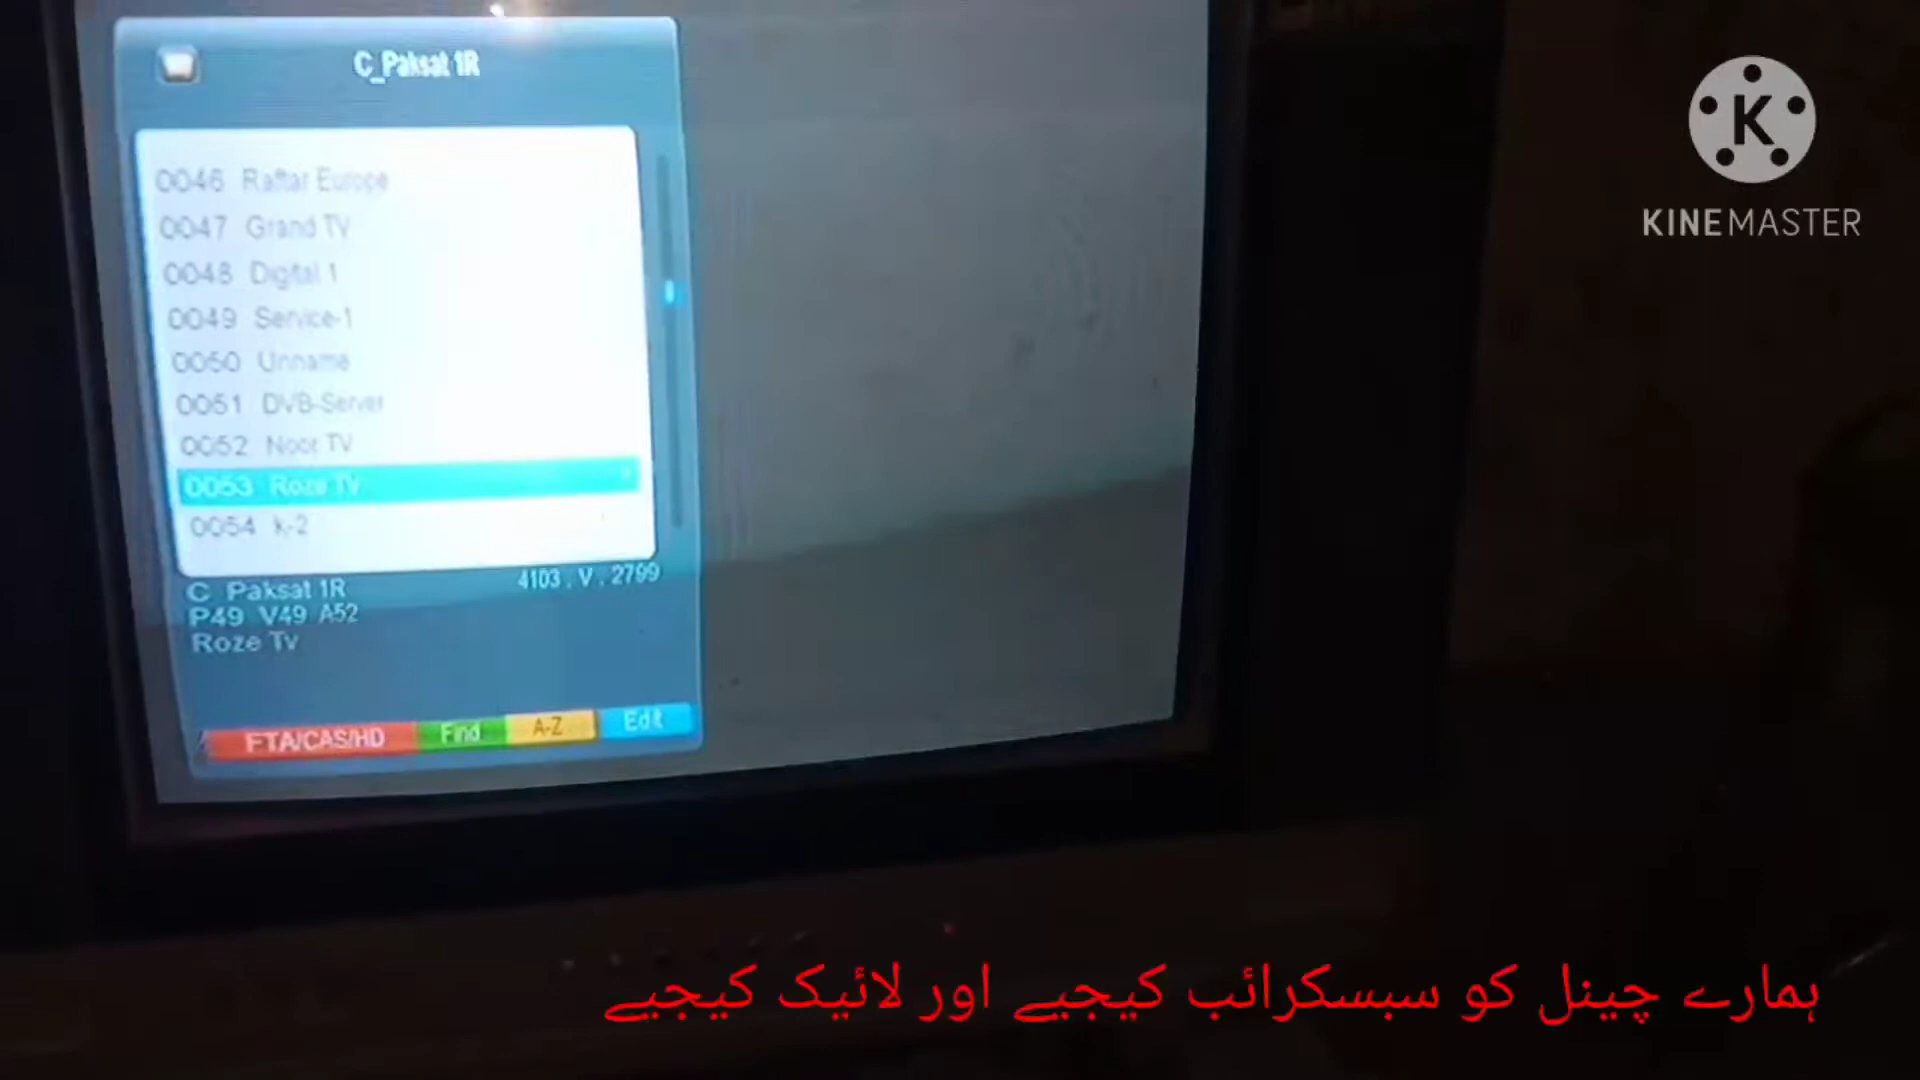 C_Paksat 1R
0046 Raftar Europe
0047 Grand TV
0048 Digital 1
0049 Service-1
0050 Unname
0051 DVB-Server
0052 Noor TV
0053 Roze TV
0054 k-2
C_Paksat 1R 4103 . V . 2799
P49 V49 A52
Roze Tv
FTA/CAS/HD Find A-Z Edit
K
KINEMASTER
ہمارے چینل کو سبسکرائب کیجیے اور لائیک کیجیے